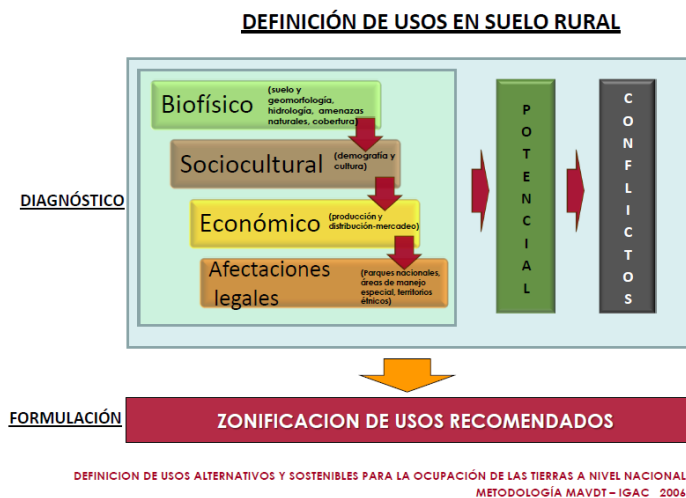 DEFINICIÓN DE USOS EN SUELO RURAL
DIAGNÓSTICO
Biofísico
(suelo y
geomorfología,
hidrología, amenazas
naturales, cobertura)
Sociocultural
(demografía y
cultura)
Económico
(producción y
distribución-mercadeo)
Afectaciones
legales
(Parques nacionales,
áreas de manejo
especial, territorios
étnicos)
POTENCIAL
CONFLICTOS
FORMULACIÓN
ZONIFICACION DE USOS RECOMENDADOS
DEFINICION DE USOS ALTERNATIVOS Y SOSTENIBLES PARA LA OCUPACIÓN DE LAS TIERRAS A NIVEL NACIONAL
METODOLOGÍA MAVDT – IGAC 2006